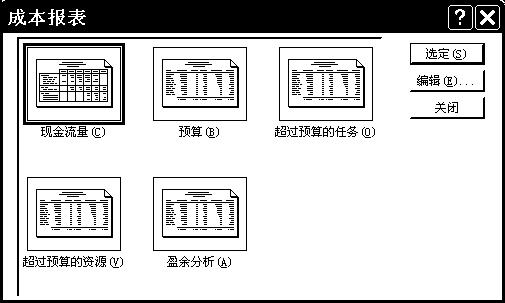 成本报表
选定(S)
编辑(E)...
关闭
现金流量(C)
预算(B)
超过预算的任务(O)
超过预算的资源(V)
盈余分析(A)